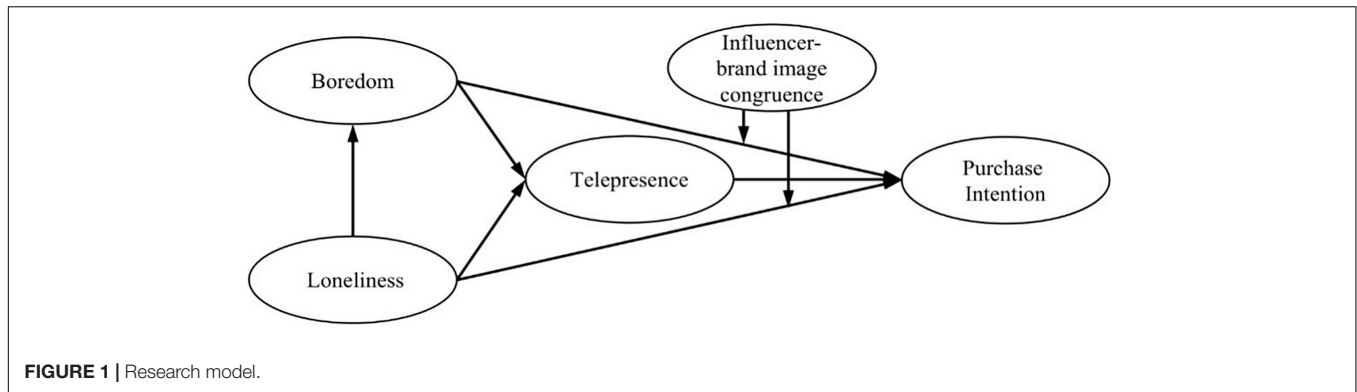 Boredom
Influencer-
brand image
congruence
Telepresence
Purchase
Intention
Loneliness
FIGURE 1 | Research model.